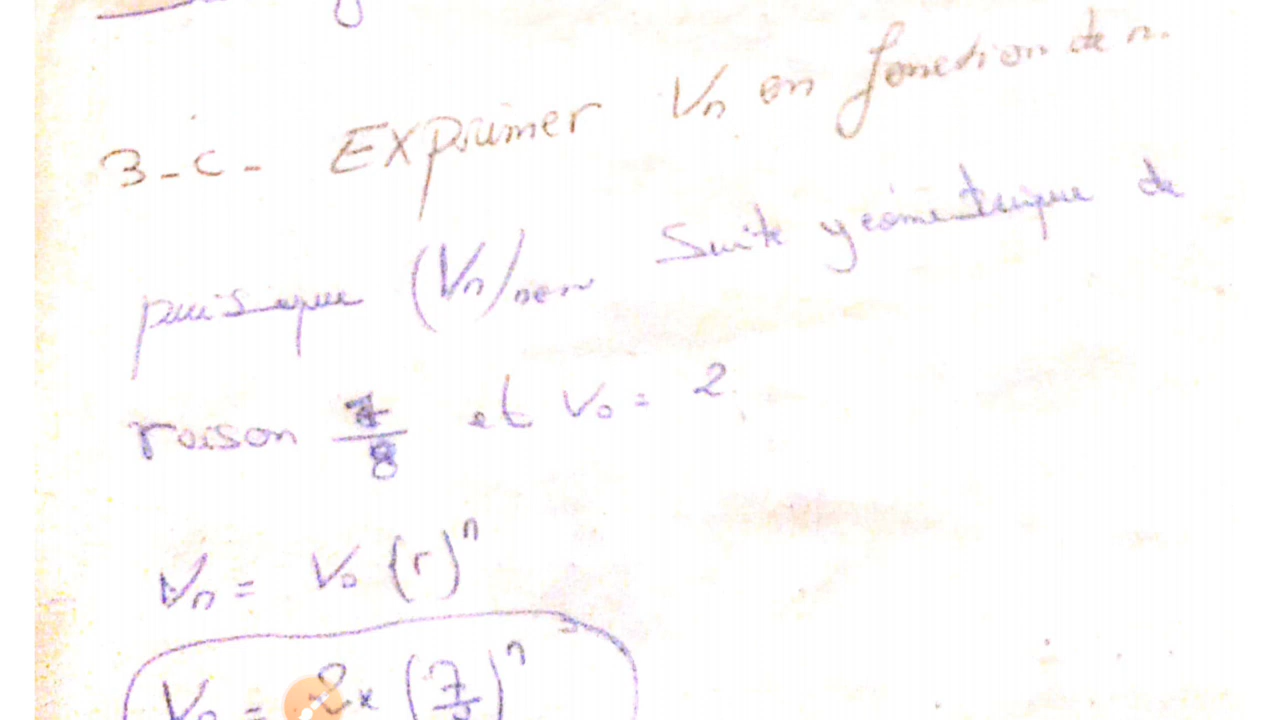 3-c- Exprimer Vn en fonction de n.
puisque (Vn)n∈N Suite géométrique de
raison 7/8 et V0 = 2
Vn = V0 (r)^n
Vn = 2x (7/8)^n